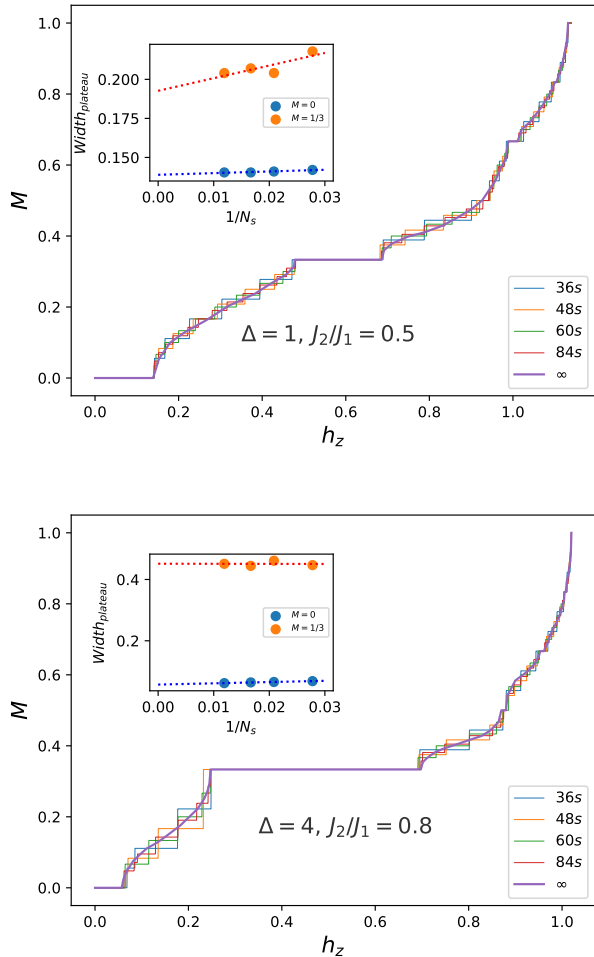 1.0
0.8
0.6
0.4
0.2
0.0
M
0.200
0.175
0.150
Width_plateau
M = 0
M = 1/3
0.00 0.01 0.02 0.03
1/N_s
Δ = 1, J_2/J_1 = 0.5
36s
48s
60s
84s
∞
0.0 0.2 0.4 0.6 0.8 1.0
h_z
1.0
0.8
0.6
0.4
0.2
0.0
M
0.4
0.2
Width_plateau
M = 0
M = 1/3
0.00 0.01 0.02 0.03
1/N_s
Δ = 4, J_2/J_1 = 0.8
36s
48s
60s
84s
∞
0.0 0.2 0.4 0.6 0.8 1.0
h_z